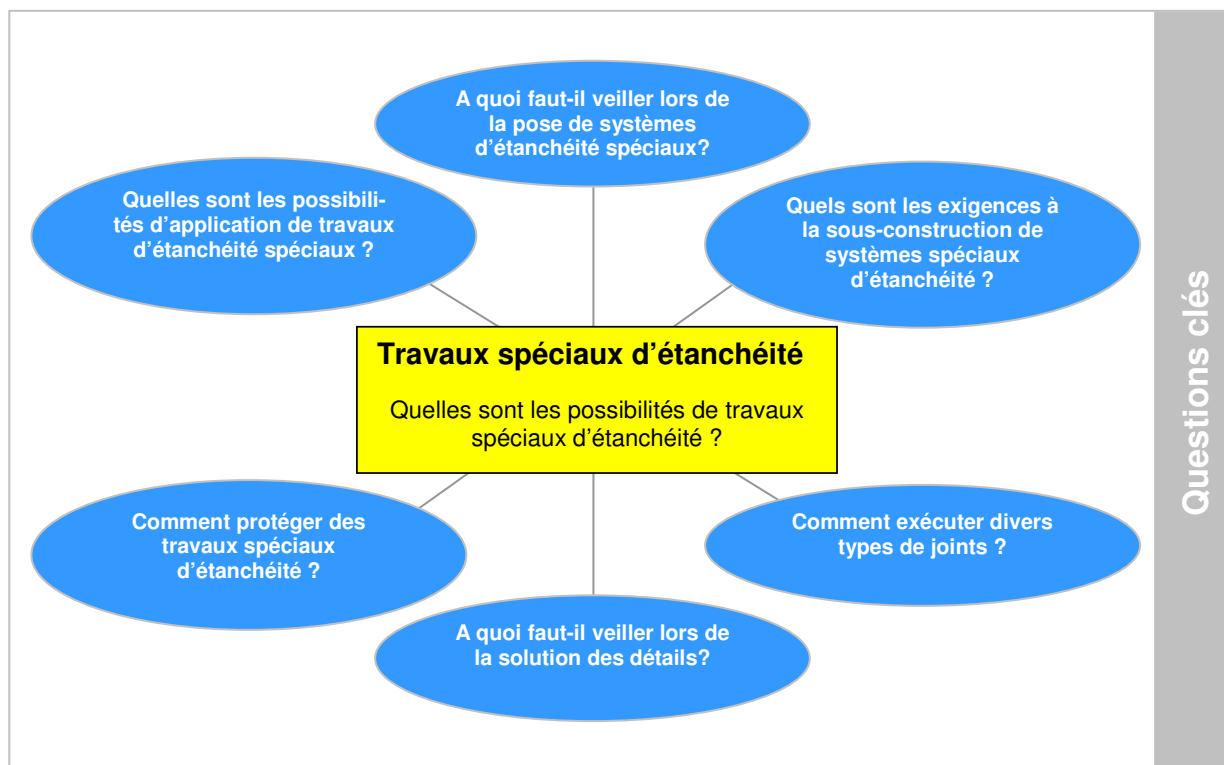 A quoi faut-il veiller lors de
la pose de systèmes
d’étanchéité spéciaux?
Quelles sont les possibili-
tés d’application de travaux
d’étanchéité spéciaux ?
Quels sont les exigences à
la sous-construction de
systèmes spéciaux
d’étanchéité ?
Travaux spéciaux d’étanchéité
Quelles sont les possibilités de travaux
spéciaux d’étanchéité ?
Comment protéger des
travaux spéciaux
d’étanchéité ?
Comment exécuter divers
types de joints ?
A quoi faut-il veiller lors de
la solution des détails?
Questions clés